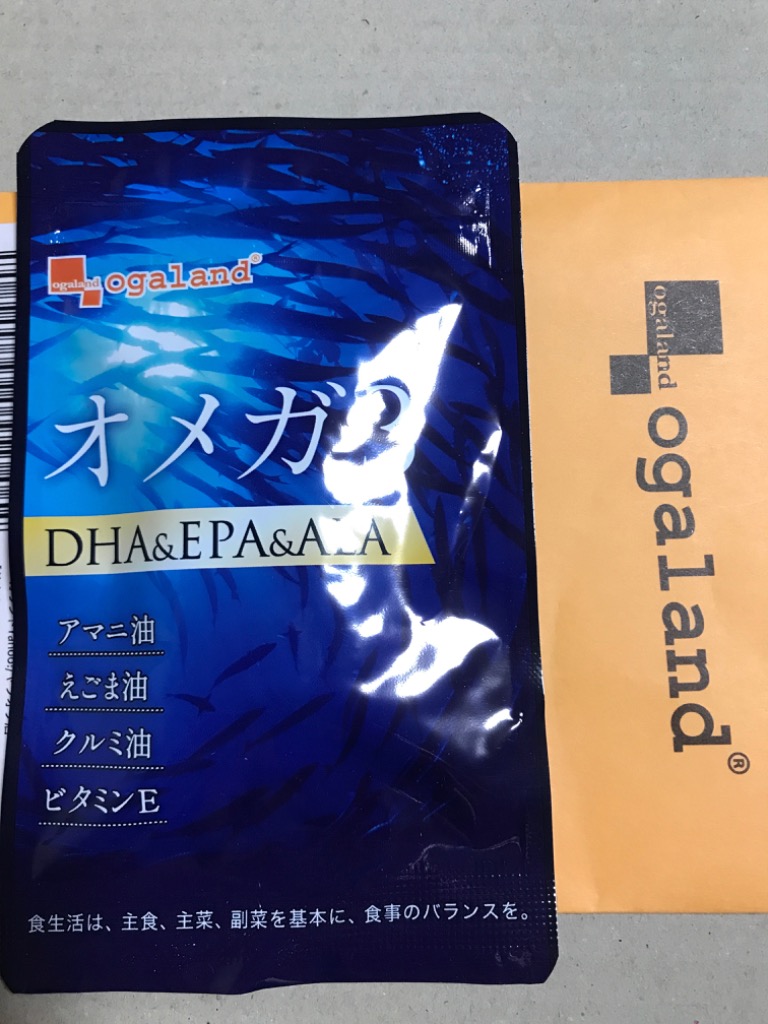 ogaland ogaland®
オメガ3
DHA&EPA&ALA
アマニ油
えごま油
クルミ油
ビタミンE
食生活は、主食、主菜、副菜を基本に、食事のバランスを。
ogaland
ogaland®